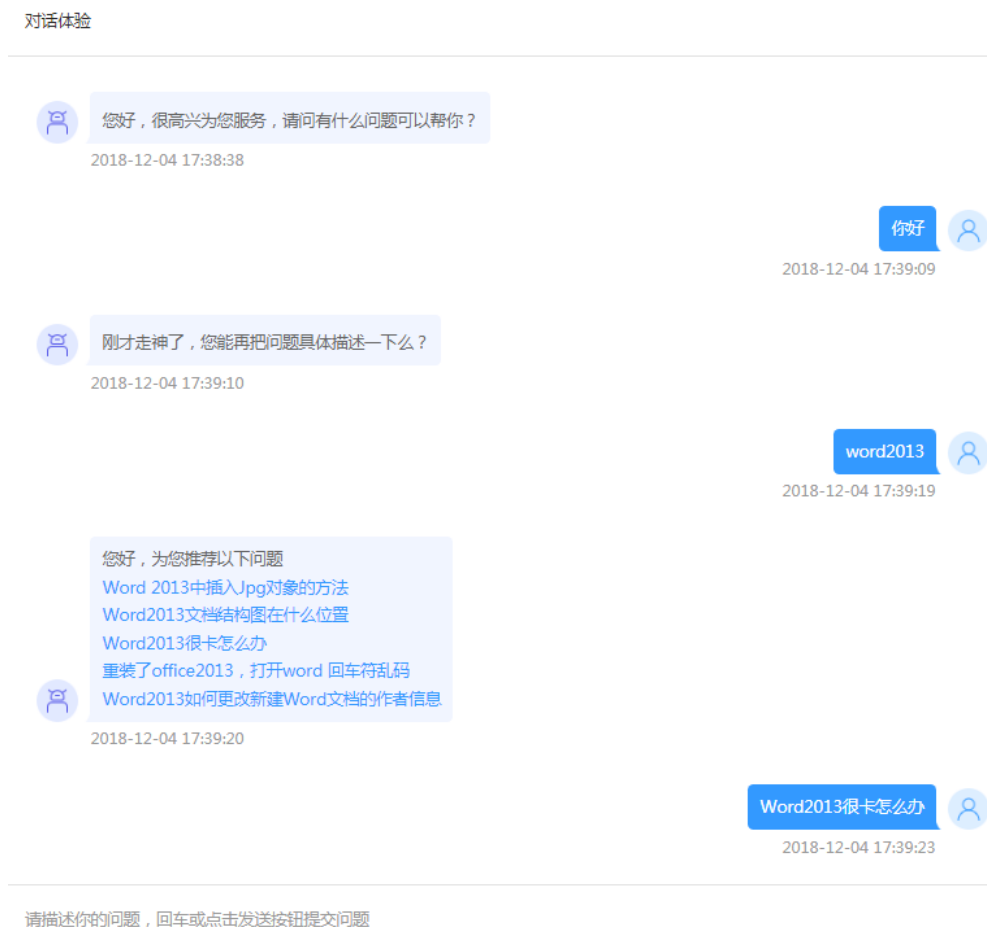 对话体验
您好，很高兴为您服务，请问有什么问题可以帮你？
2018-12-04 17:38:38
你好
2018-12-04 17:39:09
刚才走神了，您能再把问题具体描述一下么？
2018-12-04 17:39:10
word2013
2018-12-04 17:39:19
您好，为您推荐以下问题
Word 2013中插入Jpg对象的方法
Word2013文档结构图在什么位置
Word2013很卡怎么办
重装了office2013，打开word 回车符乱码
Word2013如何更改新建Word文档的作者信息
2018-12-04 17:39:20
Word2013很卡怎么办
2018-12-04 17:39:23
请描述你的问题，回车或点击发送按钮提交问题